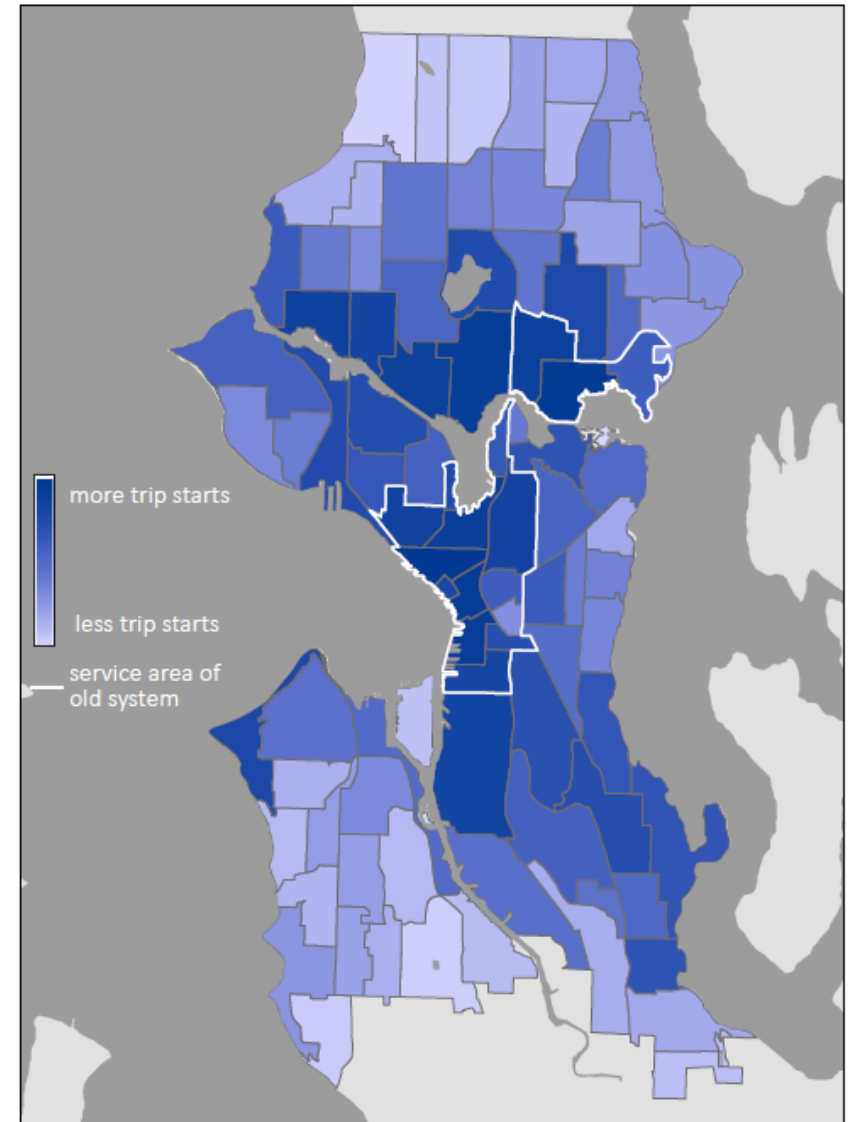 more trip starts
less trip starts
service area of
old system